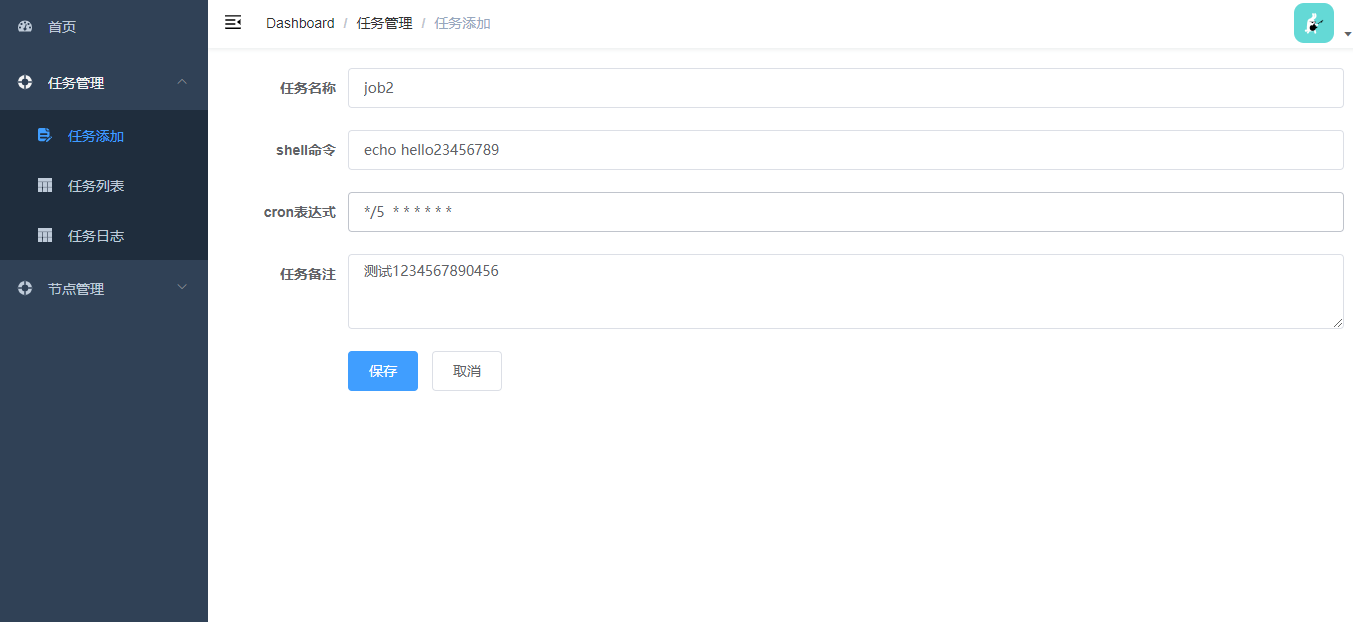 首页
任务管理
任务添加
任务列表
任务日志
节点管理
Dashboard / 任务管理 / 任务添加
任务名称 job2
shell命令 echo hello23456789
cron表达式 */5  * * * * * *
任务备注 测试1234567890456
保存 取消